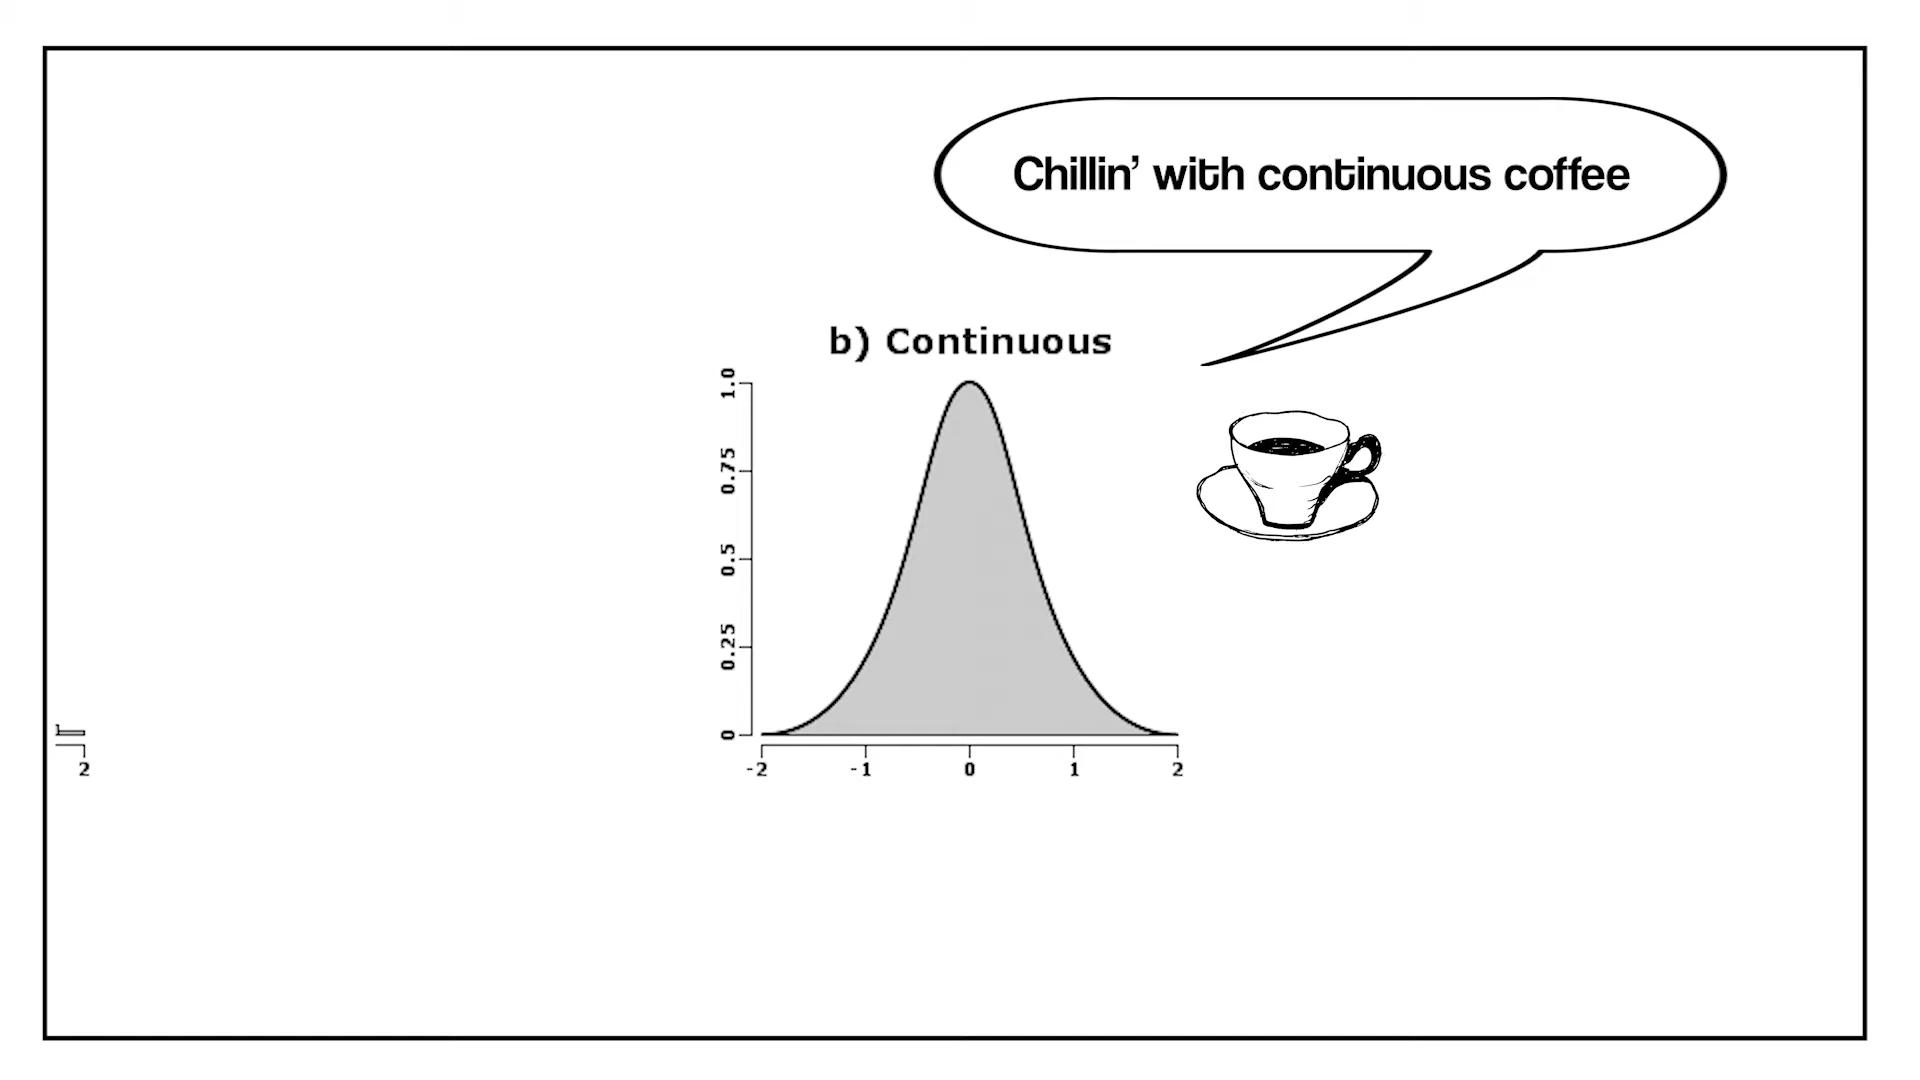 Chillin’ with continuous coffee
b) Continuous
1.0
0.75
0.5
0.25
0
-2 -1 0 1 2
2